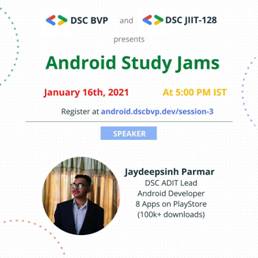 DSC BVP and DSC JIIT-128
presents
Android Study Jams
January 16th, 2021 At 5:00 PM IST
Register at android.dscbvp.dev/session-3
SPEAKER
Jaydeepsinh Parmar
DSC ADIT Lead
Android Developer
8 Apps on PlayStore
(100k+ downloads)